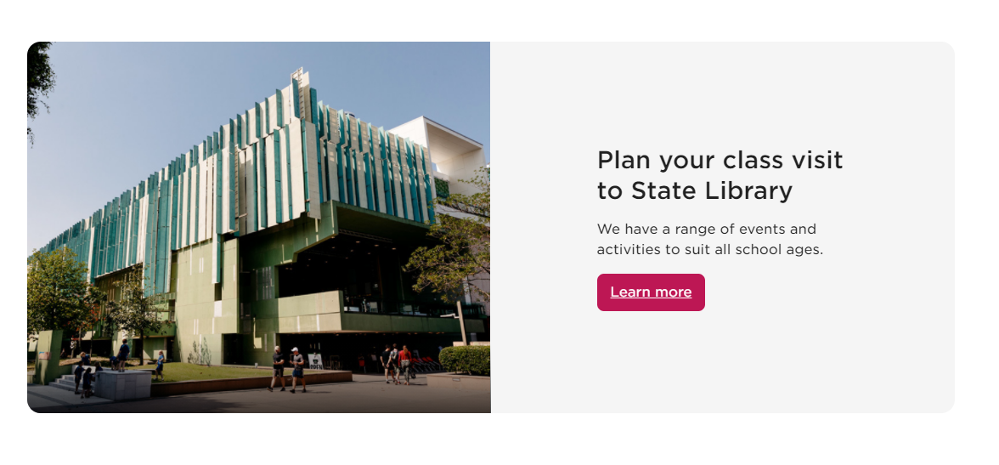 Plan your class visit
to State Library
We have a range of events and
activities to suit all school ages.
Learn more